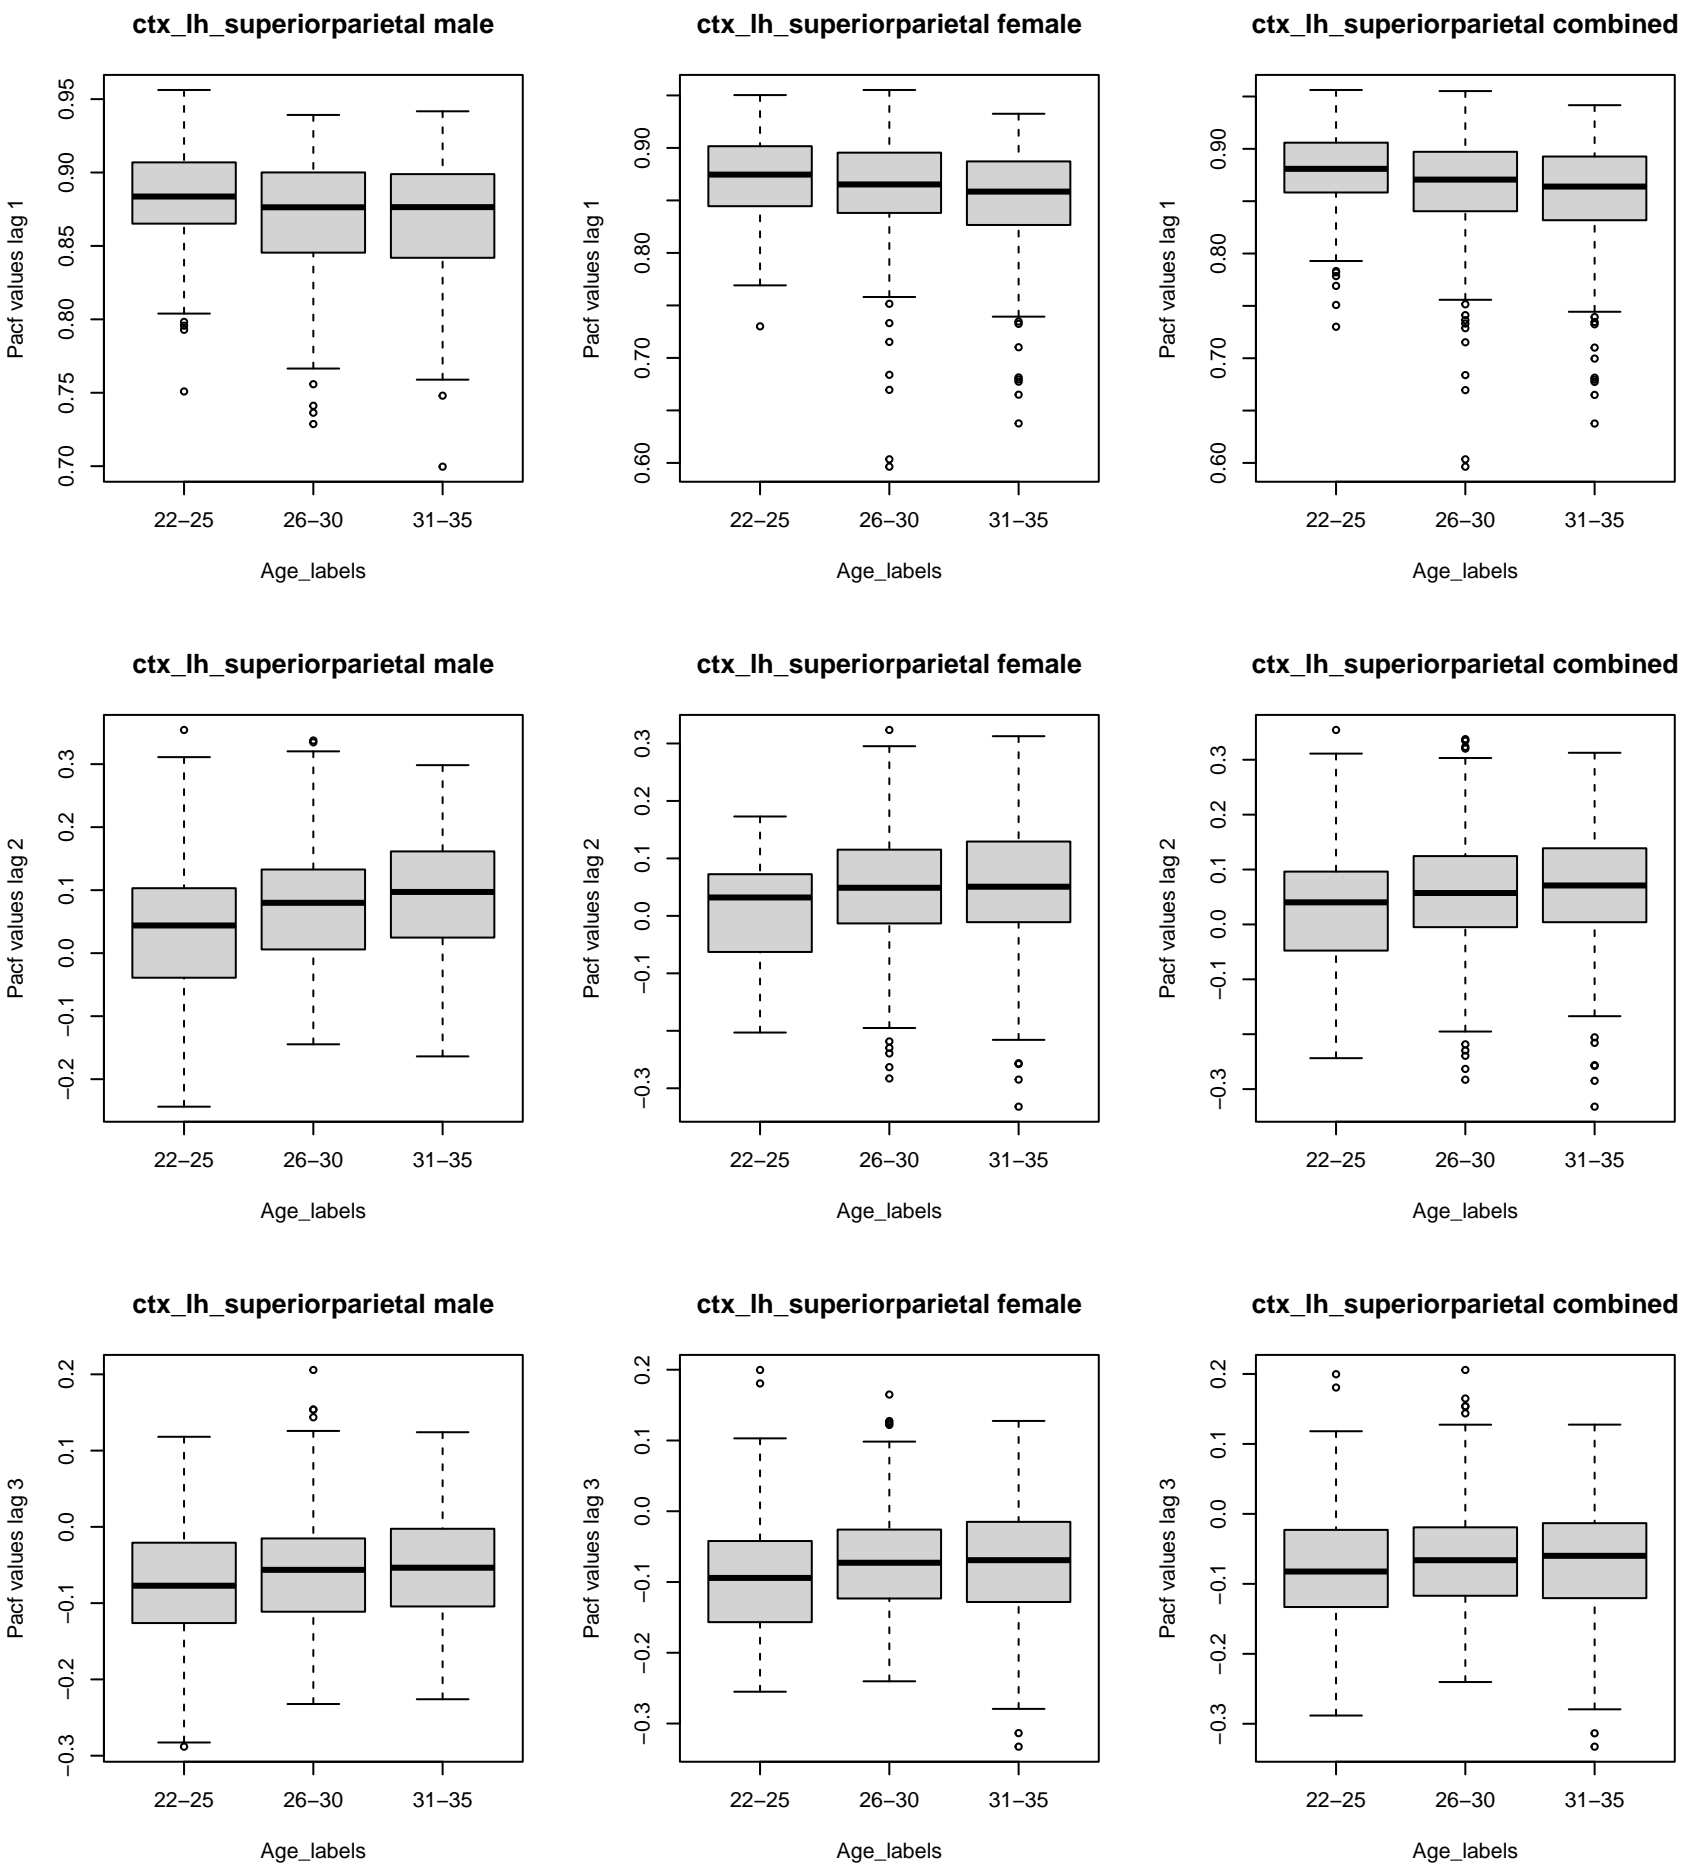 ctx_lh_superiorparietal male
ctx_lh_superiorparietal female
ctx_lh_superiorparietal combined
Pacf values lag 1
0.95
0.90
0.85
0.80
0.75
0.70
22−25 26−30 31−35
Age_labels
Pacf values lag 1
0.90
0.80
0.70
0.60
22−25 26−30 31−35
Age_labels
Pacf values lag 1
0.90
0.80
0.70
0.60
22−25 26−30 31−35
Age_labels
ctx_lh_superiorparietal male
ctx_lh_superiorparietal female
ctx_lh_superiorparietal combined
Pacf values lag 2
0.3
0.2
0.1
0.0
−0.1
−0.2
22−25 26−30 31−35
Age_labels
Pacf values lag 2
0.3
0.2
0.1
0.0
−0.1
−0.3
22−25 26−30 31−35
Age_labels
Pacf values lag 2
0.3
0.2
0.1
0.0
−0.1
−0.3
22−25 26−30 31−35
Age_labels
ctx_lh_superiorparietal male
ctx_lh_superiorparietal female
ctx_lh_superiorparietal combined
Pacf values lag 3
0.2
0.1
0.0
−0.1
−0.2
−0.3
22−25 26−30 31−35
Age_labels
Pacf values lag 3
0.2
0.1
0.0
−0.1
−0.2
−0.3
22−25 26−30 31−35
Age_labels
Pacf values lag 3
0.2
0.1
0.0
−0.1
−0.2
−0.3
22−25 26−30 31−35
Age_labels